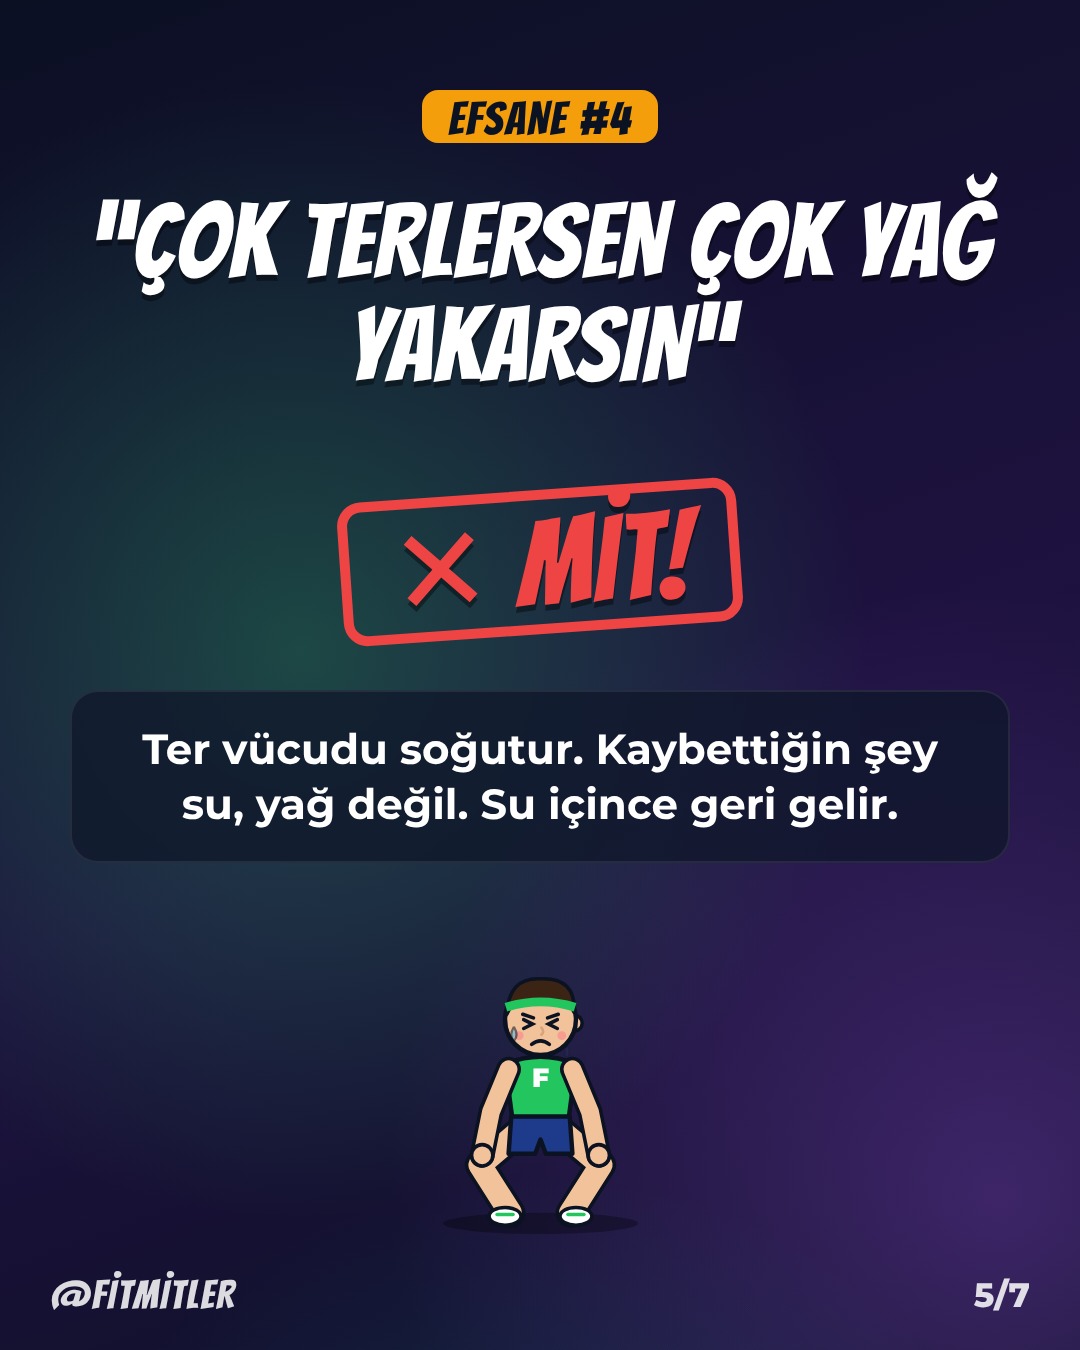 EFSANE #4
"ÇOK TERLERSEN ÇOK YAĞ
YAKARSIN"
× MİT!
Ter vücudu soğutur. Kaybettiğin şey
su, yağ değil. Su içince geri gelir.
F
@FİTMİTLER
5/7